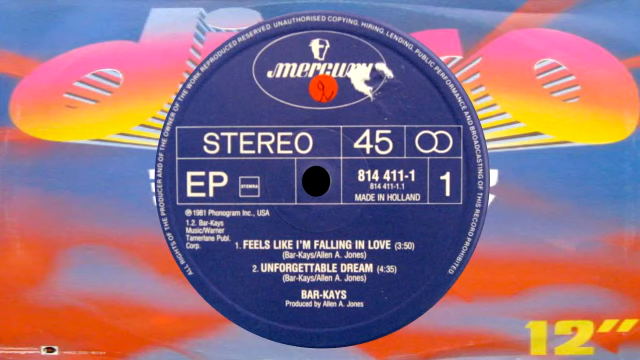 ALL RIGHTS OF THE PRODUCER AND OF THE OWNER OF THE WORK REPRODUCED RESERVED. UNAUTHORISED COPYING, HIRING, LENDING, PUBLIC PERFORMANCE AND BROADCASTING OF THIS RECORD PROHIBITED.
mercury
2
STEREO 45
EP STEMRA 814 411-1 1
814 411-1.1
MADE IN HOLLAND
℗ 1981 Phonogram Inc., USA
1.2. Bar-Kays
Music/Warner
Tamerlane Publ.
Corp.
1. FEELS LIKE I'M FALLING IN LOVE (3:50)
(Bar-Kays/Allen A. Jones)
2. UNFORGETTABLE DREAM (4:35)
(Bar-Kays/Allen A. Jones)
BAR-KAYS
Produced by Allen A. Jones
12"